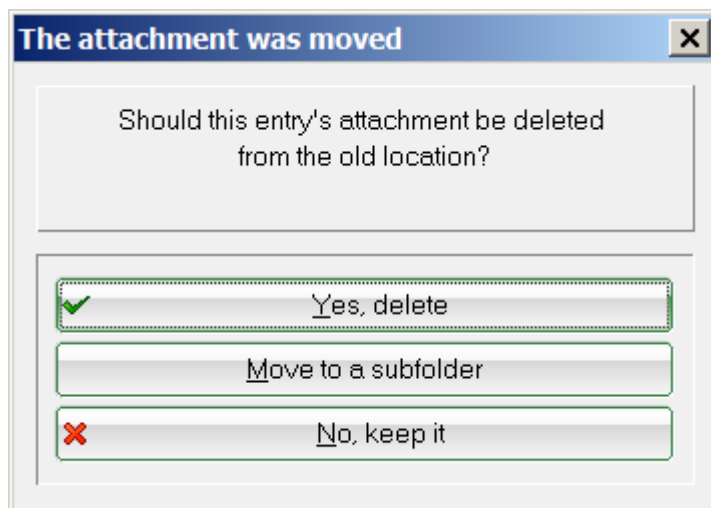 The attachment was moved
Should this entry's attachment be deleted
from the old location?
Yes, delete
Move to a subfolder
No, keep it